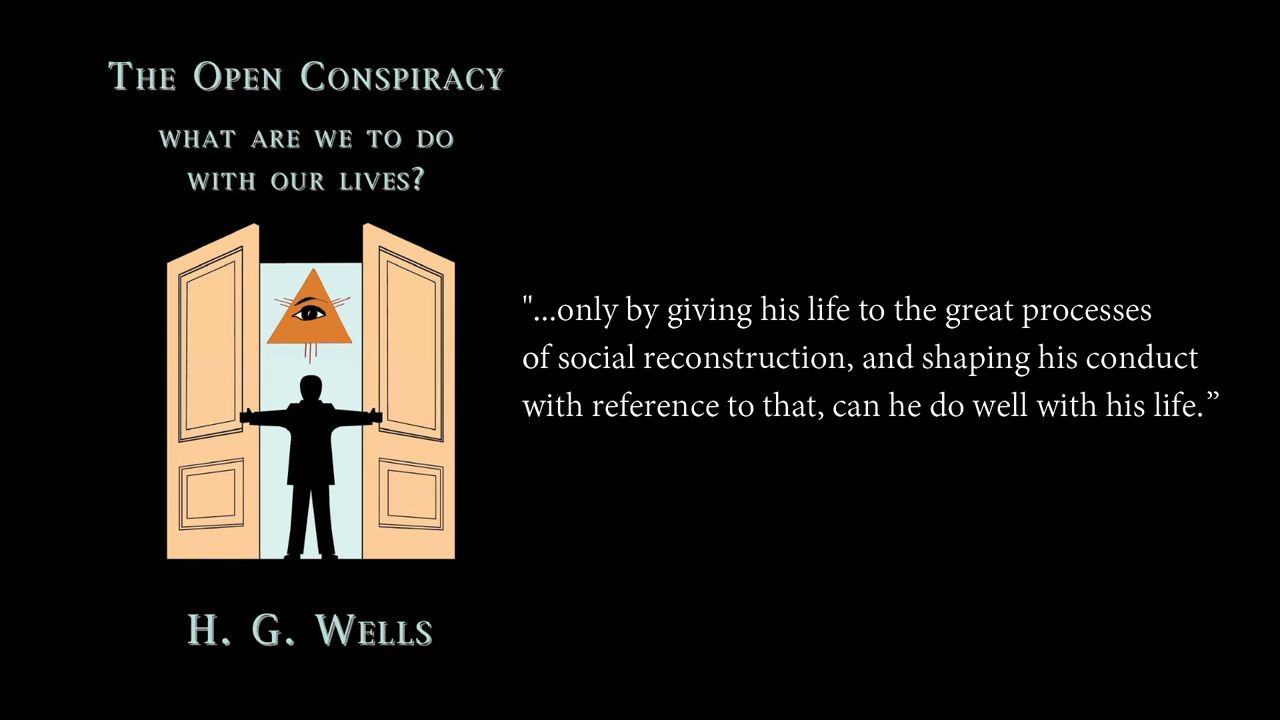 The Open Conspiracy
what are we to do
with our lives?
"...only by giving his life to the great processes
of social reconstruction, and shaping his conduct
with reference to that, can he do well with his life.”
H. G. Wells